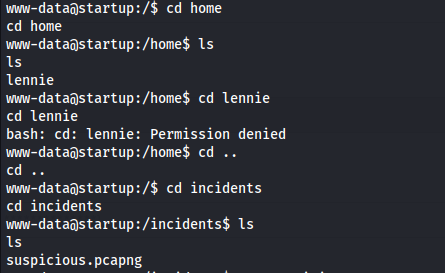 www-data@startup:/$ cd home
cd home
www-data@startup:/home$ ls
ls
lennie
www-data@startup:/home$ cd lennie
cd lennie
bash: cd: lennie: Permission denied
www-data@startup:/home$ cd ..
cd ..
www-data@startup:/$ cd incidents
cd incidents
www-data@startup:/incidents$ ls
ls
suspicious.pcapng